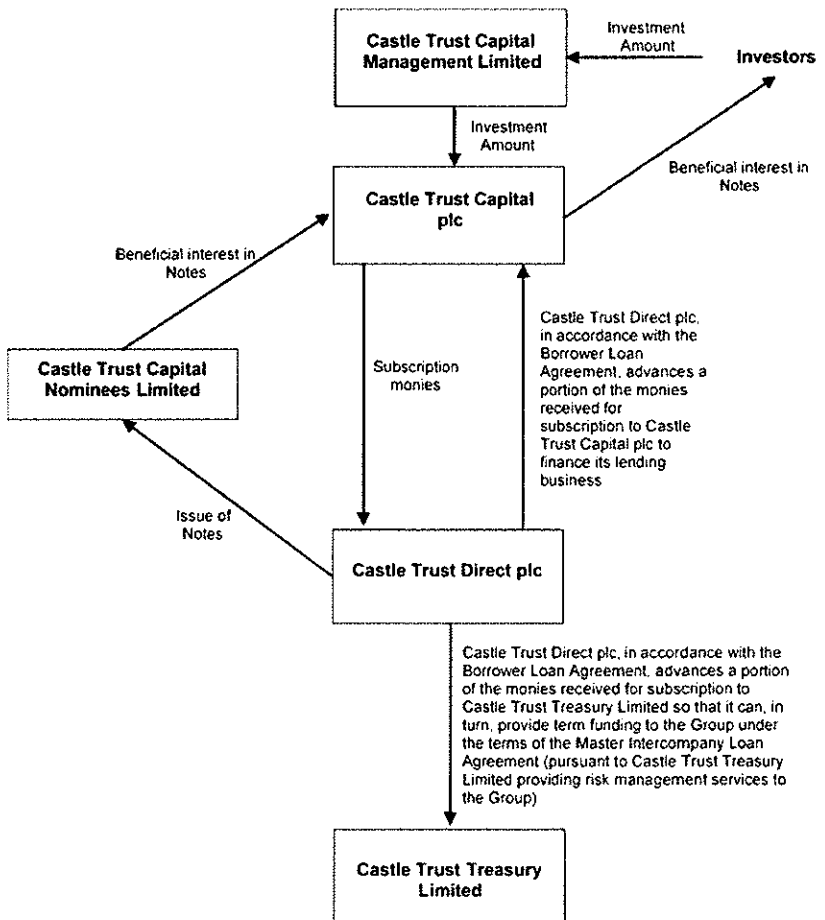 Castle Trust Capital
Management Limited
Investment
Amount
Investors
Investment
Amount
Beneficial interest in
Notes
Castle Trust Capital
plc
Beneficial interest in
Notes
Castle Trust Capital
Nominees Limited
Subscription
monies
Castle Trust Direct plc,
in accordance with the
Borrower Loan
Agreement, advances a
portion of the monies
received for
subscription to Castle
Trust Capital plc to
finance its lending
business
Issue of
Notes
Castle Trust Direct plc
Castle Trust Direct plc, in accordance with the
Borrower Loan Agreement, advances a portion
of the monies received for subscription to
Castle Trust Treasury Limited so that it can, in
turn, provide term funding to the Group under
the terms of the Master Intercompany Loan
Agreement (pursuant to Castle Trust Treasury
Limited providing risk management services to
the Group)
Castle Trust Treasury
Limited